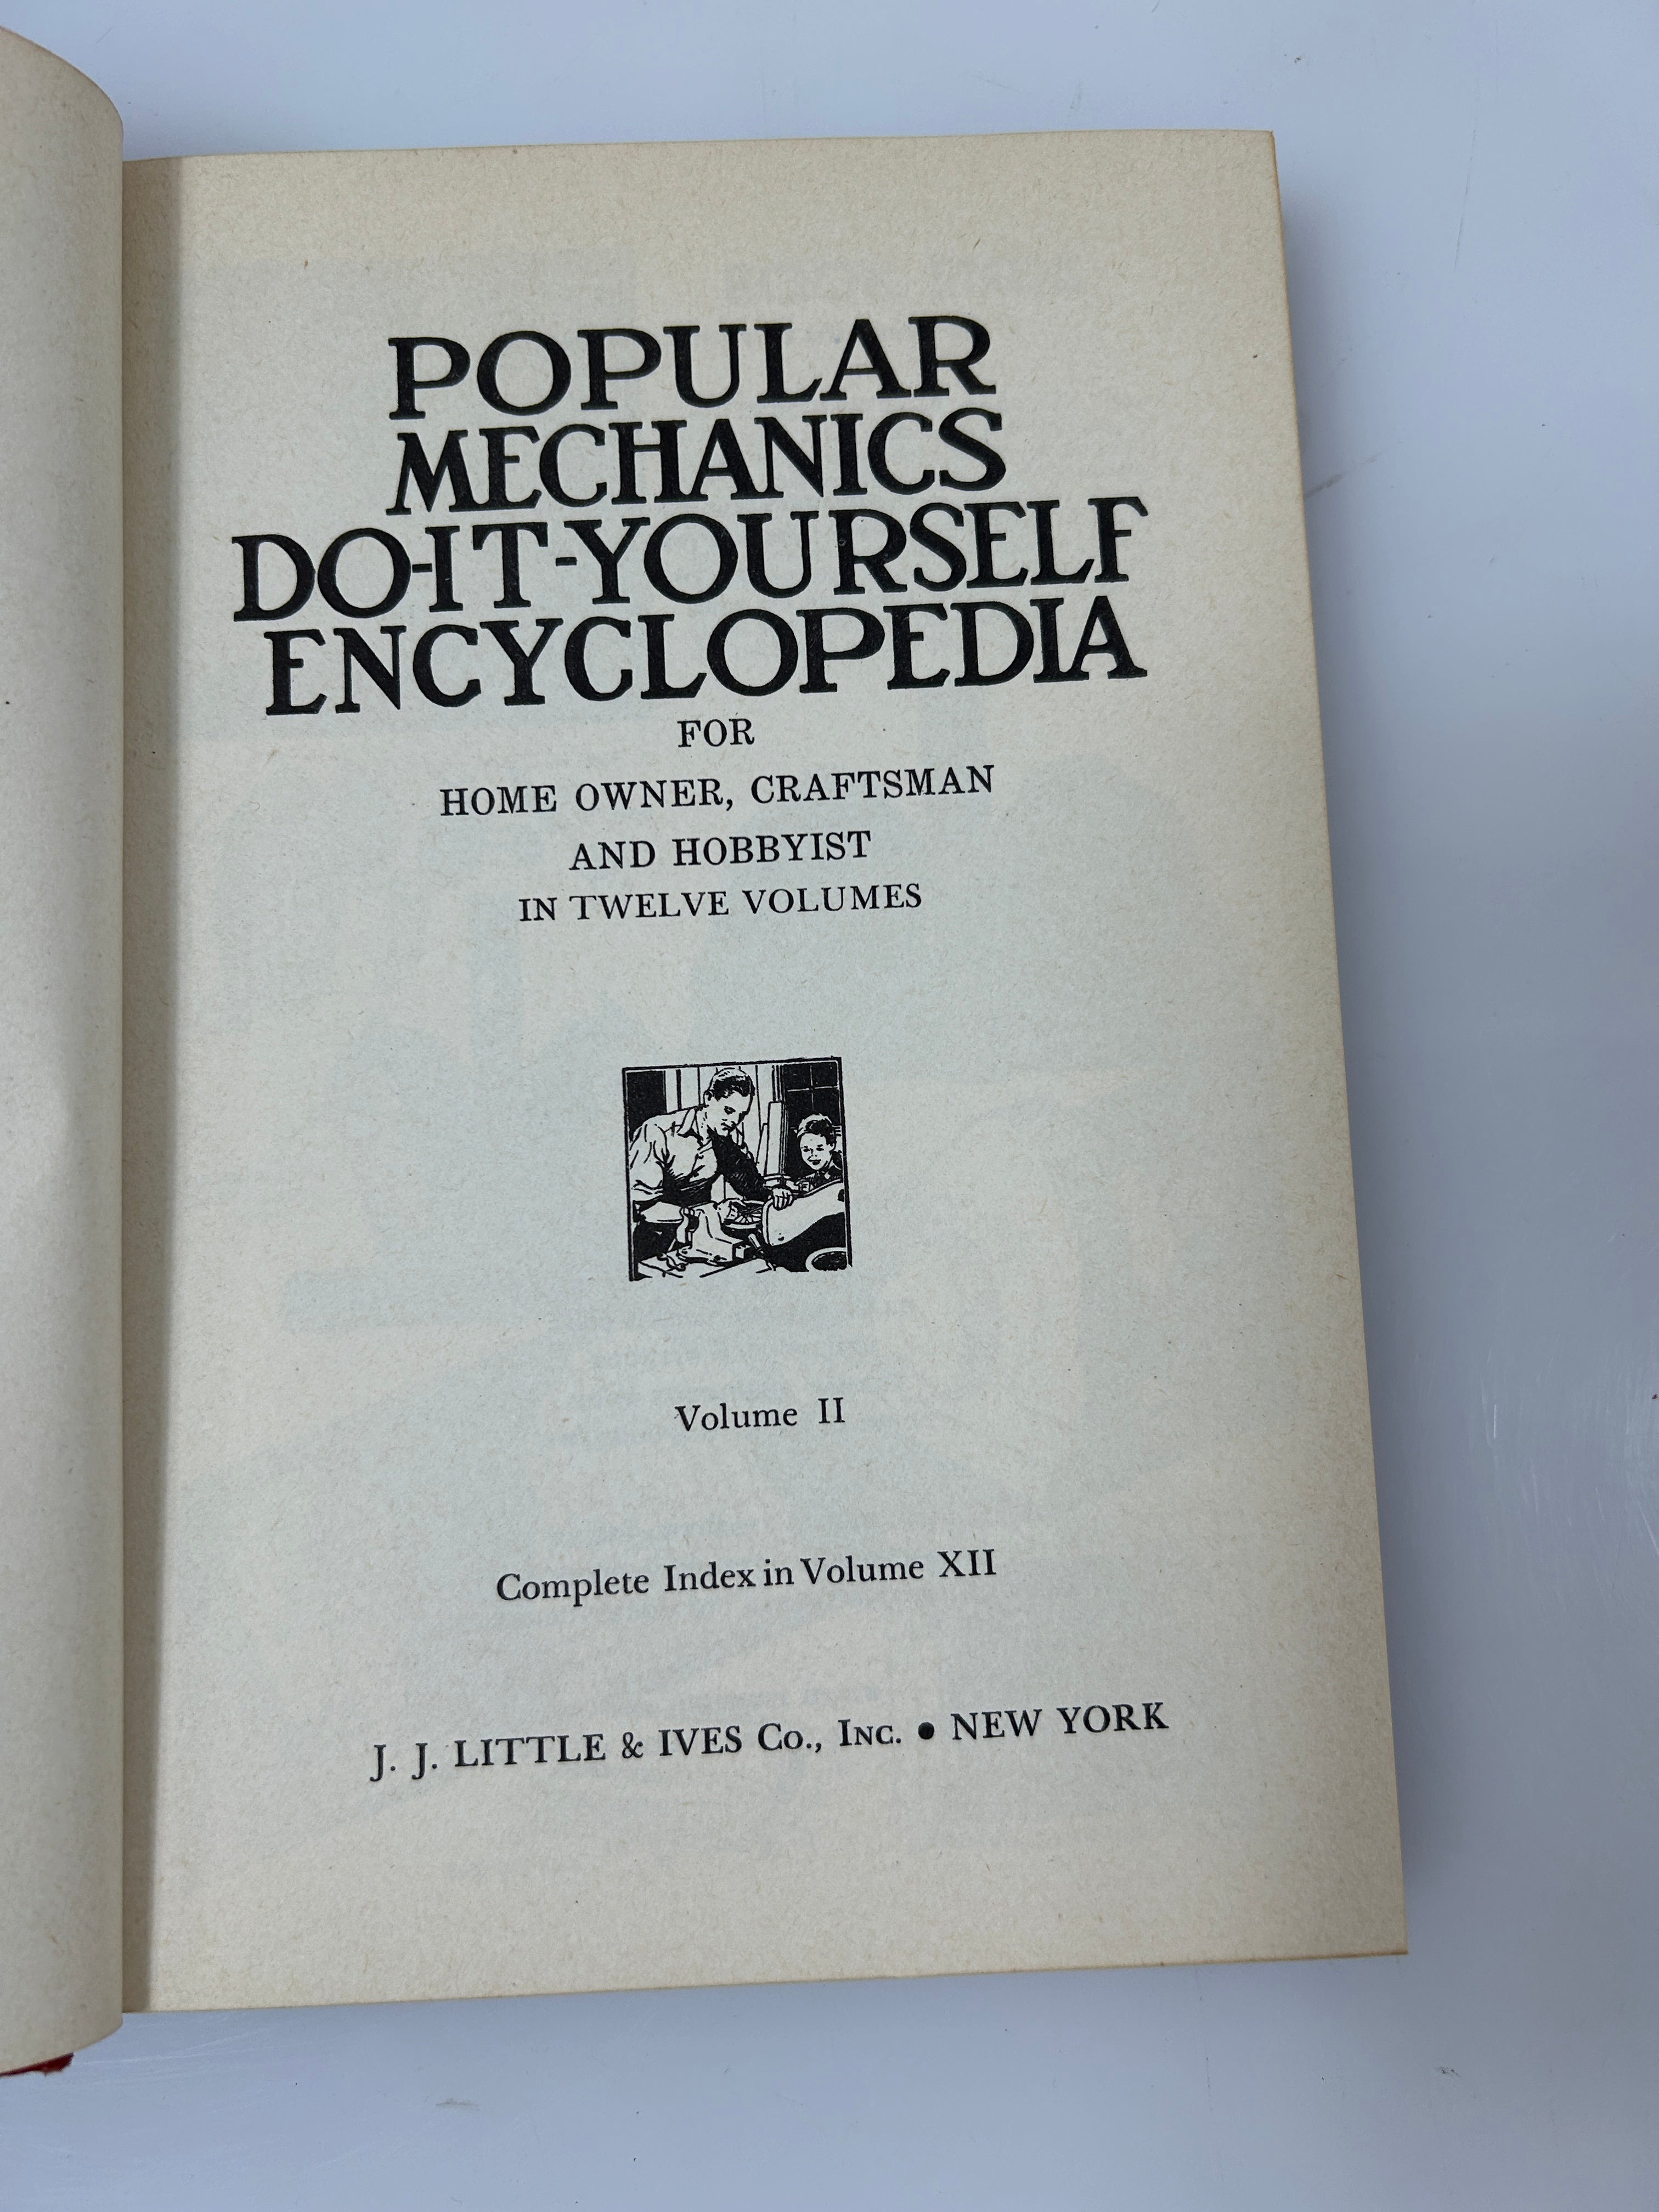 POPULAR
MECHANICS
DO-IT-YOURSELF
ENCYCLOPEDIA
FOR
HOME OWNER, CRAFTSMAN
AND HOBBYIST
IN TWELVE VOLUMES
Volume II
Complete Index in Volume XII
J. J. LITTLE & IVES Co., Inc. ● NEW YORK